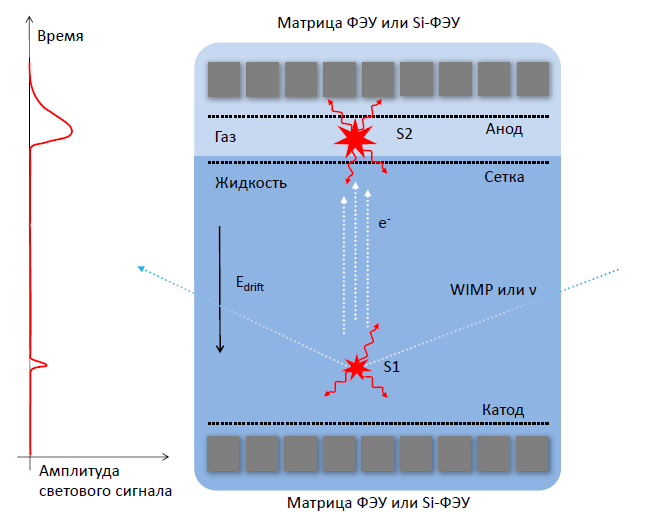 Матрица ФЭУ или Si-ФЭУ
Время
Газ
S2
Анод
Жидкость
Сетка
e-
Edrift
WIMP или ν
S1
Катод
Амплитуда
светового сигнала
Матрица ФЭУ или Si-ФЭУ